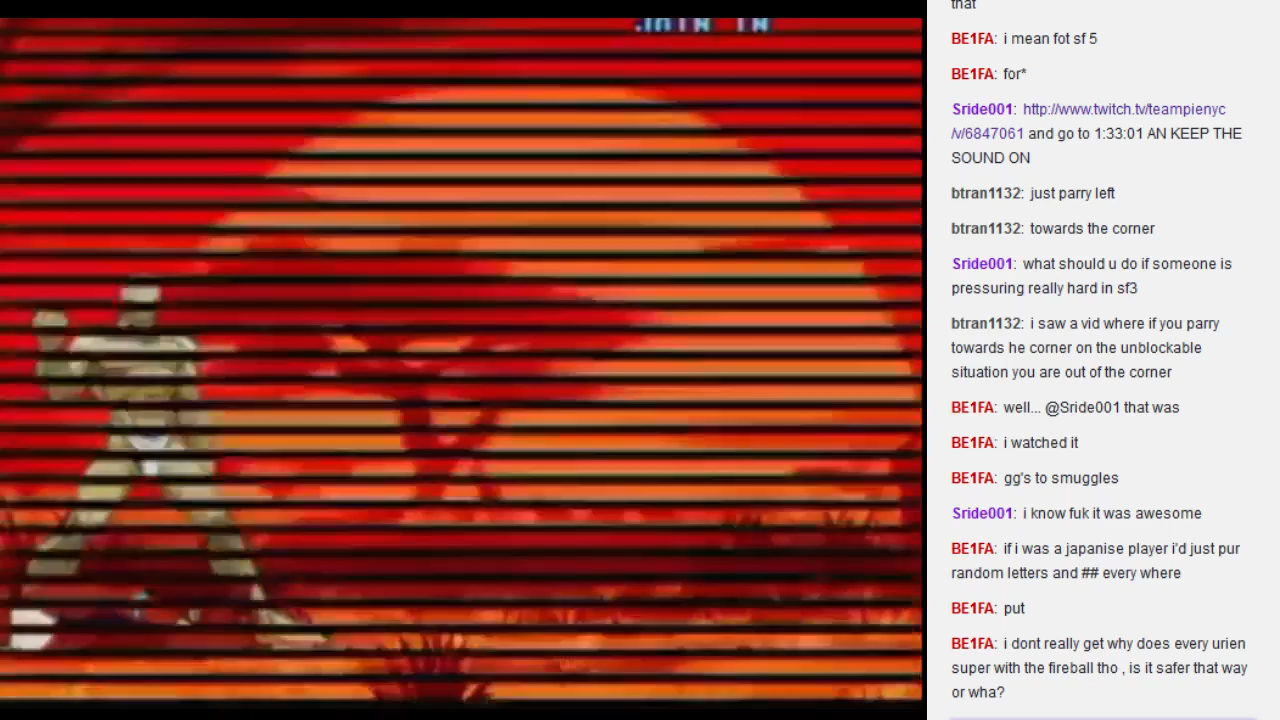 that
BE1FA: i mean fot sf 5
BE1FA: for*
Sride001: http://www.twitch.tv/teampienyc
/v/6847061 and go to 1:33:01 AN KEEP THE
SOUND ON
btran1132: just parry left
btran1132: towards the corner
Sride001: what should u do if someone is
pressuring really hard in sf3
btran1132: i saw a vid where if you parry
towards he corner on the unblockable
situation you are out of the corner
BE1FA: well... @Sride001 that was
BE1FA: i watched it
BE1FA: gg's to smuggles
Sride001: i know fuk it was awesome
BE1FA: if i was a japanise player i'd just pur
random letters and ## every where
BE1FA: put
BE1FA: i dont really get why does every urien
super with the fireball tho , is it safer that way
or wha?